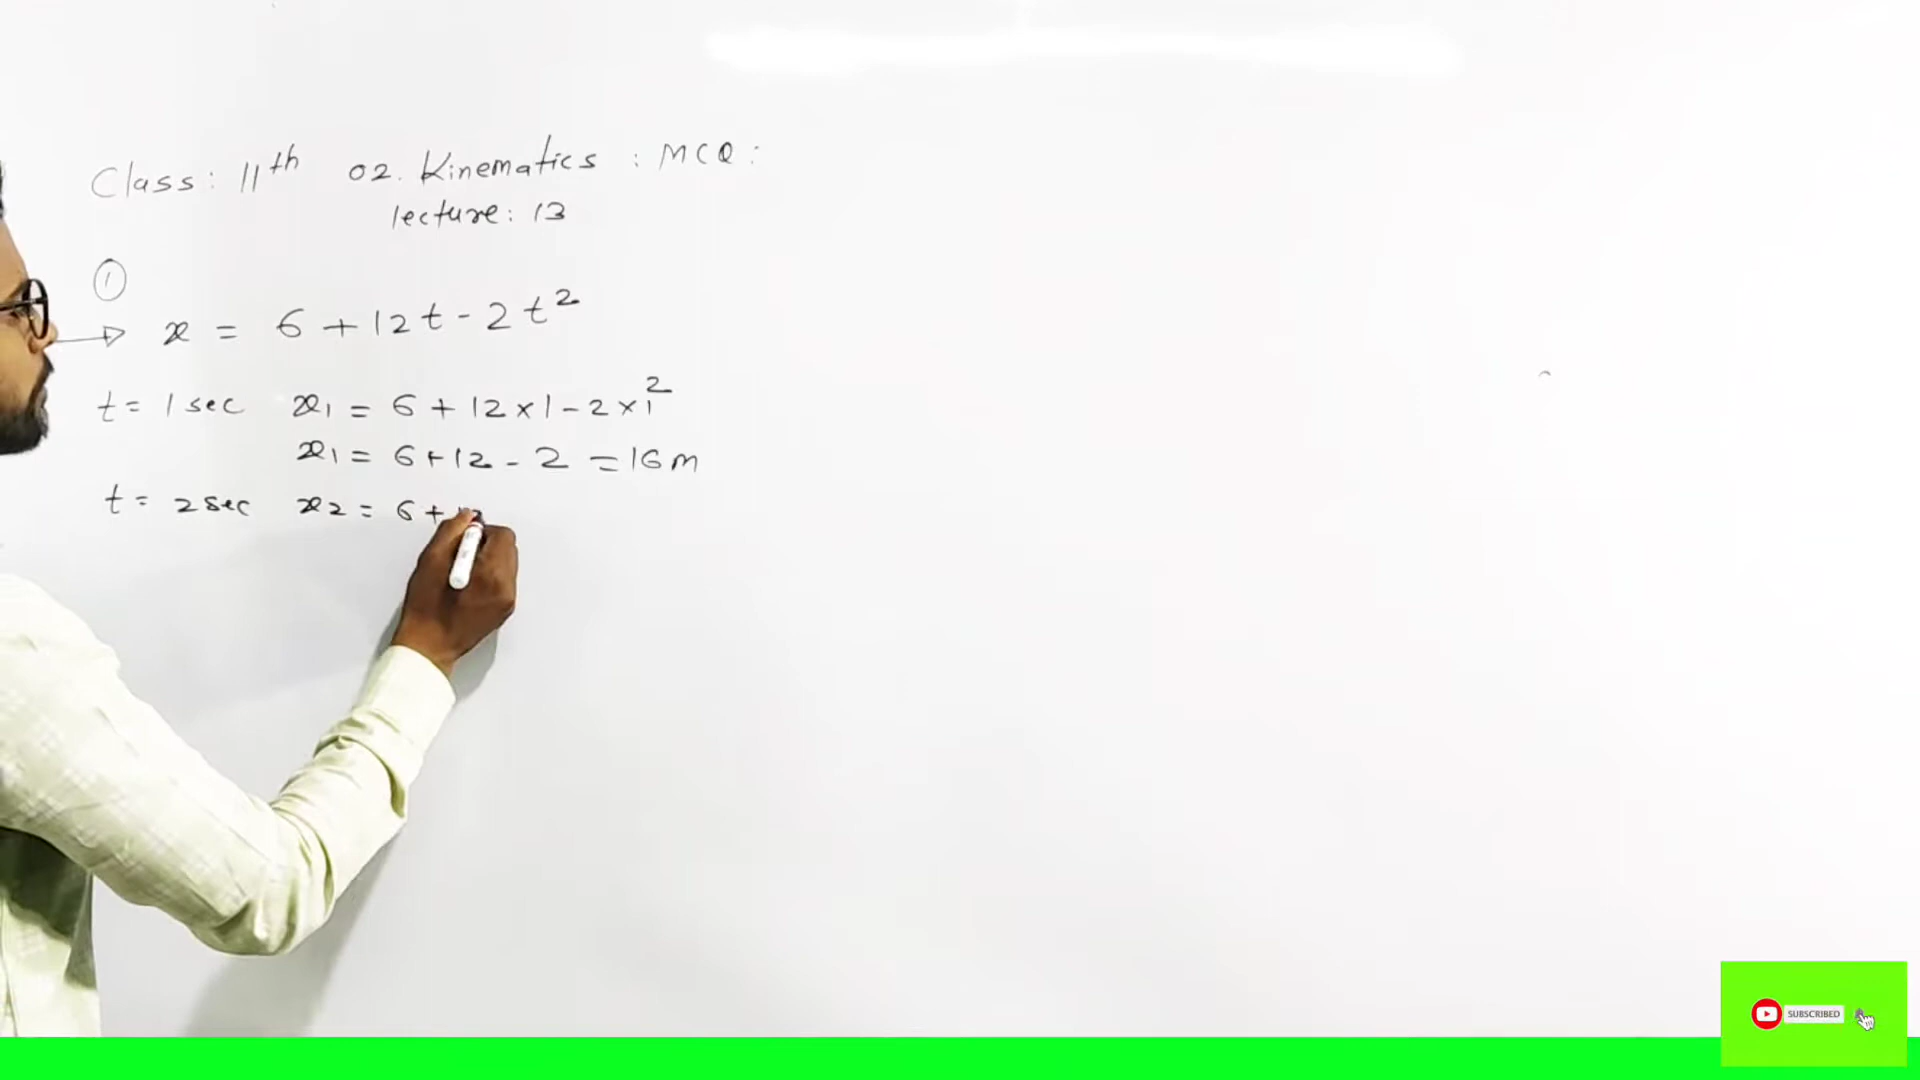 Class: 11th 02. Kinematics : MCQ:
lecture: 13
①
x = 6 + 12t - 2t²
t = 1 sec x₁ = 6 + 12×1 - 2×1²
x₁ = 6+12 - 2 = 16m
t = 2 sec x₂ = 6 + 12
SUBSCRIBED